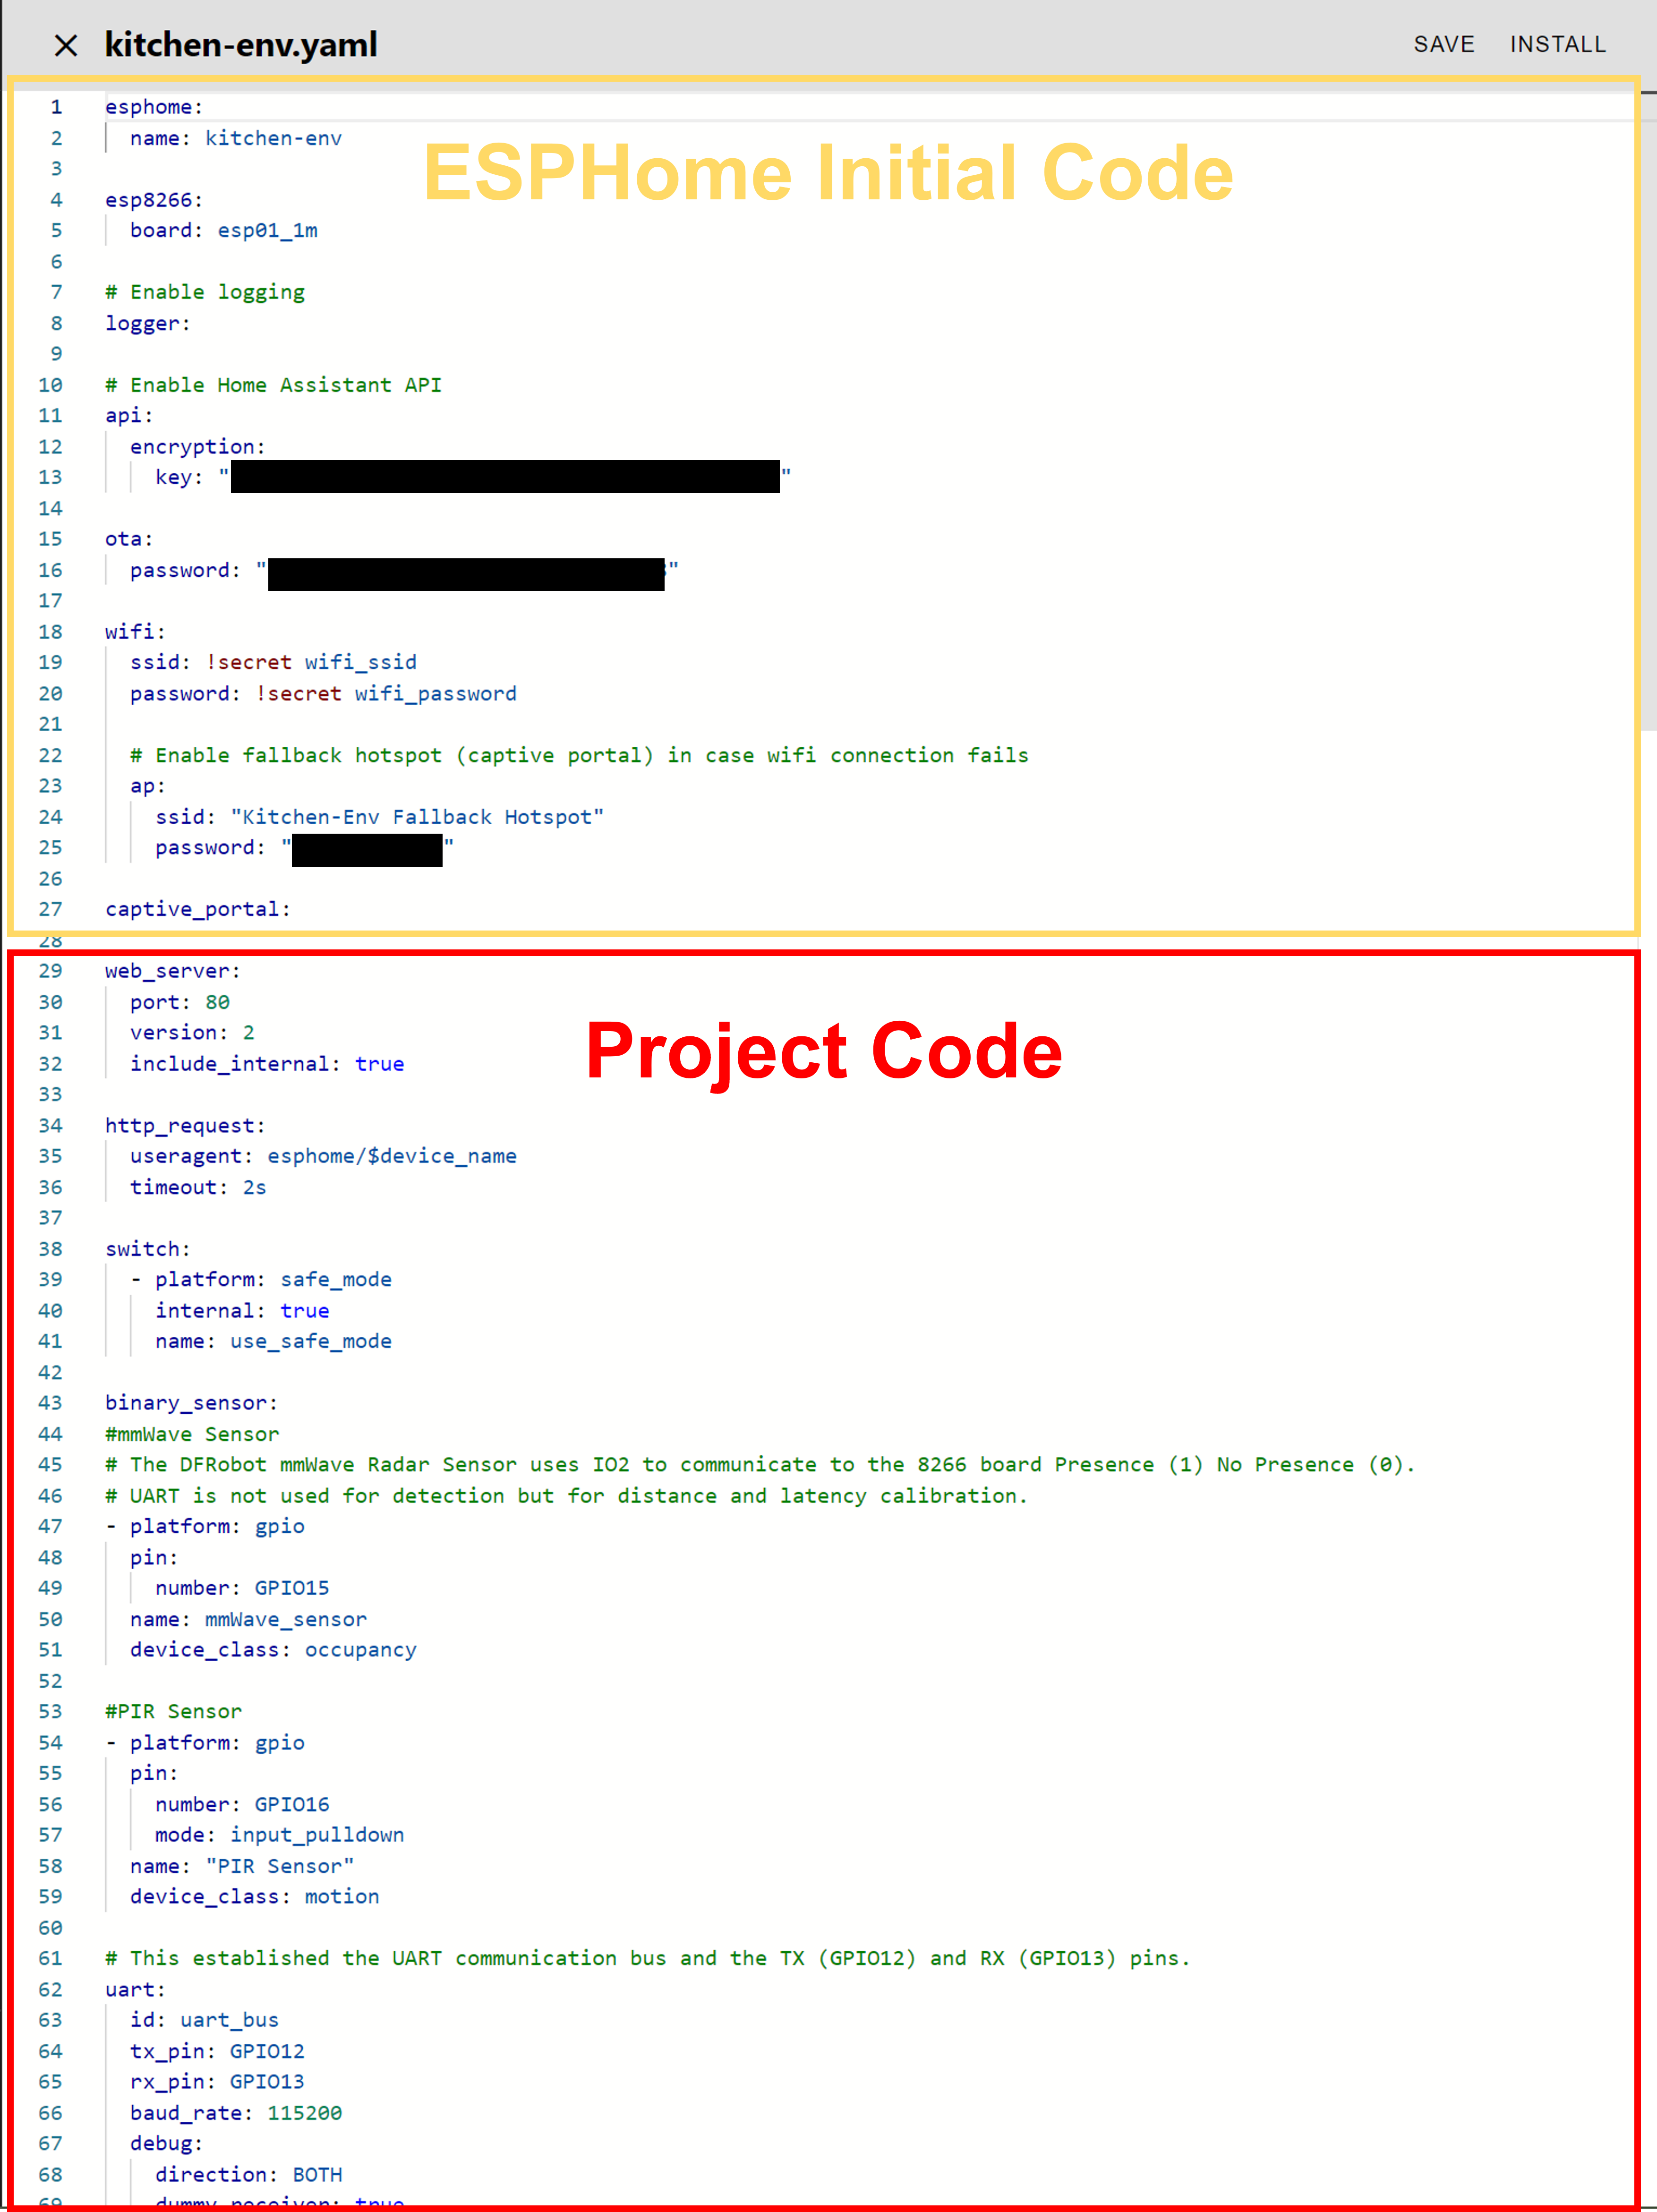 kitchen-env.yaml SAVE INSTALL
1 esphome:
2 name: kitchen-env
ESPHome Initial Code
3
4 esp8266:
5 board: esp01_1m
6
7 # Enable logging
8 logger:
9
10 # Enable Home Assistant API
11 api:
12 encryption:
13 key: " "
14
15 ota:
16 password: " "
17
18 wifi:
19 ssid: !secret wifi_ssid
20 password: !secret wifi_password
21
22 # Enable fallback hotspot (captive portal) in case wifi connection fails
23 ap:
24 ssid: "Kitchen-Env Fallback Hotspot"
25 password: " "
26
27 captive_portal:
28
29 web_server:
30 port: 80
31 version: 2
Project Code
32 include_internal: true
33
34 http_request:
35 useragent: esphome/$device_name
36 timeout: 2s
37
38 switch:
39 - platform: safe_mode
40 internal: true
41 name: use_safe_mode
42
43 binary_sensor:
44 #mmWave Sensor
45 # The DFRobot mmWave Radar Sensor uses IO2 to communicate to the 8266 board Presence (1) No Presence (0).
46 # UART is not used for detection but for distance and latency calibration.
47 - platform: gpio
48 pin:
49 number: GPIO15
50 name: mmWave_sensor
51 device_class: occupancy
52
53 #PIR Sensor
54 - platform: gpio
55 pin:
56 number: GPIO16
57 mode: input_pulldown
58 name: "PIR Sensor"
59 device_class: motion
60
61 # This established the UART communication bus and the TX (GPIO12) and RX (GPIO13) pins.
62 uart:
63 id: uart_bus
64 tx_pin: GPIO12
65 rx_pin: GPIO13
66 baud_rate: 115200
67 debug:
68 direction: BOTH
69 dummy_receiver: true